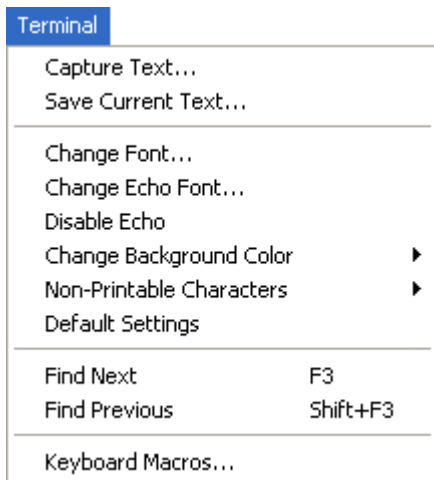 Terminal
Capture Text...
Save Current Text...
Change Font...
Change Echo Font...
Disable Echo
Change Background Color
Non-Printable Characters
Default Settings
Find Next F3
Find Previous Shift+F3
Keyboard Macros...